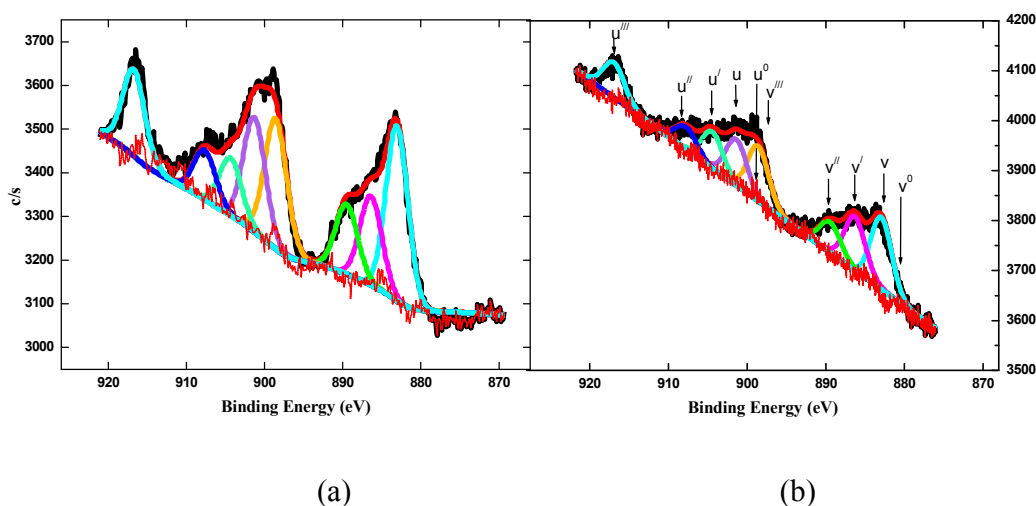 3700
3600
3500
3400
3300
3200
3100
3000
c/s
920 910 900 890 880 870
Binding Energy (eV)
(a)
u///
u// u/ u u0 v///
v// v/ v v0
4200
4100
4000
3900
3800
3700
3600
3500
920 910 900 890 880 870
Binding Energy (eV)
(b)